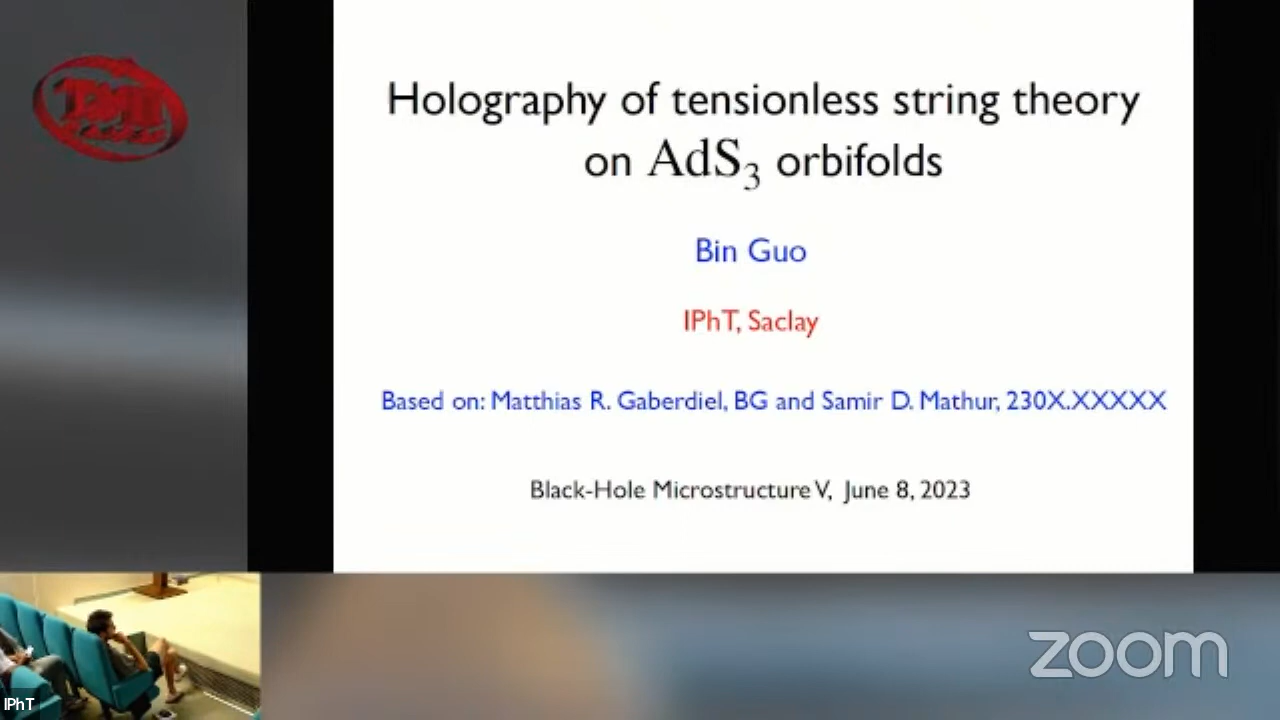 Holography of tensionless string theory
on AdS₃ orbifolds
Bin Guo
IPhT, Saclay
Based on: Matthias R. Gaberdiel, BG and Samir D. Mathur, 230X.XXXXX
Black-Hole Microstructure V, June 8, 2023
IPhT
zoom